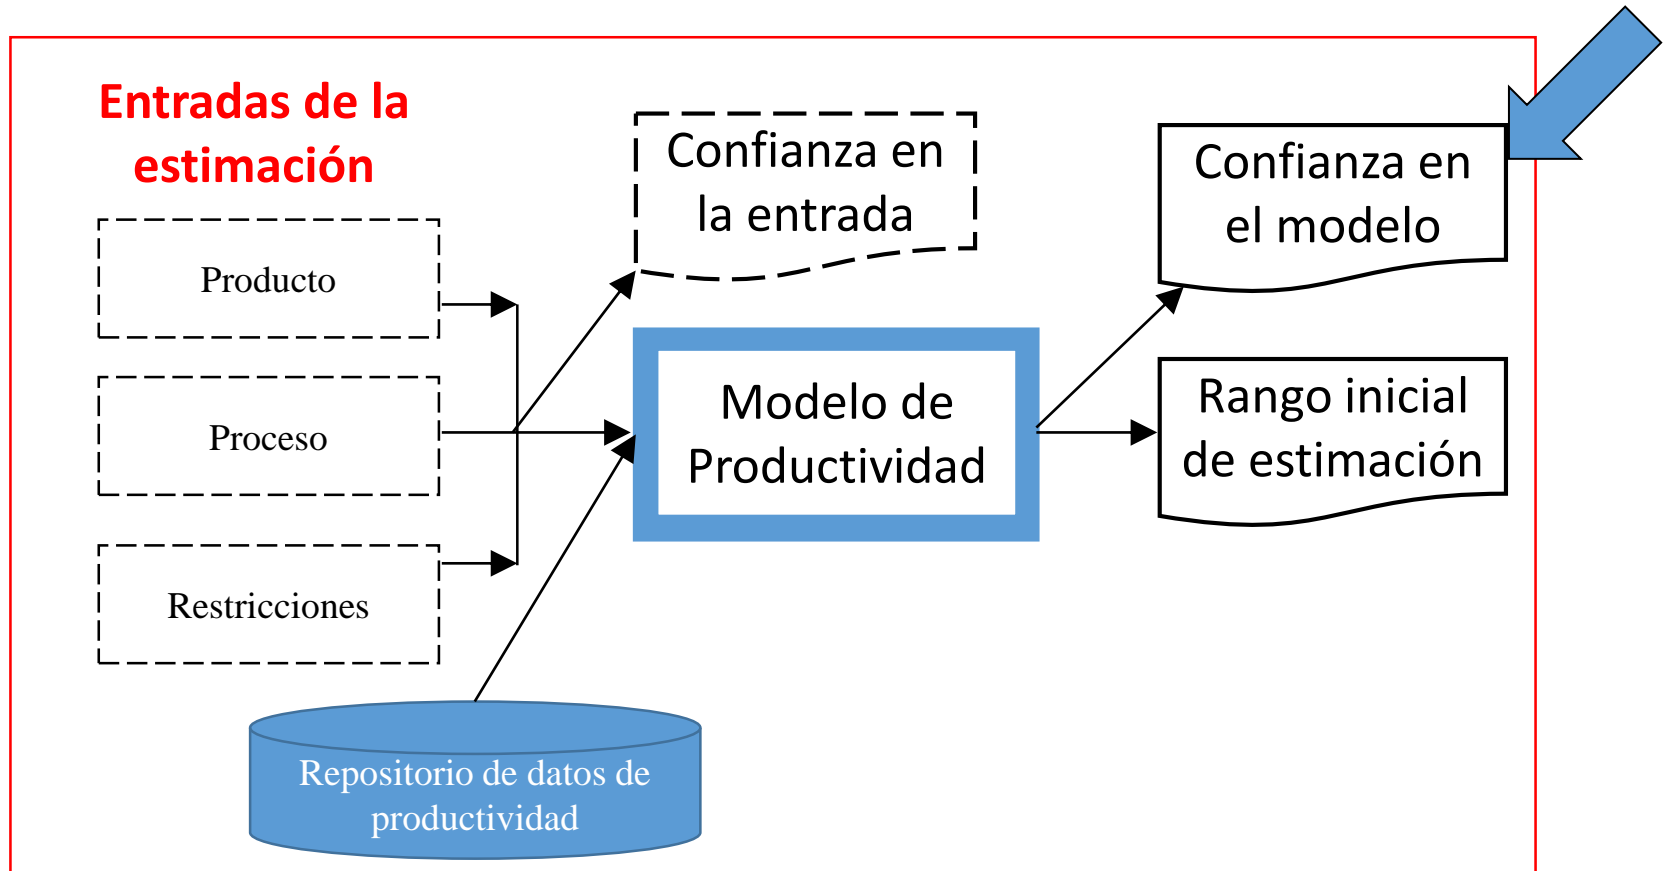 Entradas de la
estimación
Producto
Proceso
Restricciones
Confianza en
la entrada
Modelo de
Productividad
Confianza en
el modelo
Rango inicial
de estimación
Repositorio de datos de
productividad